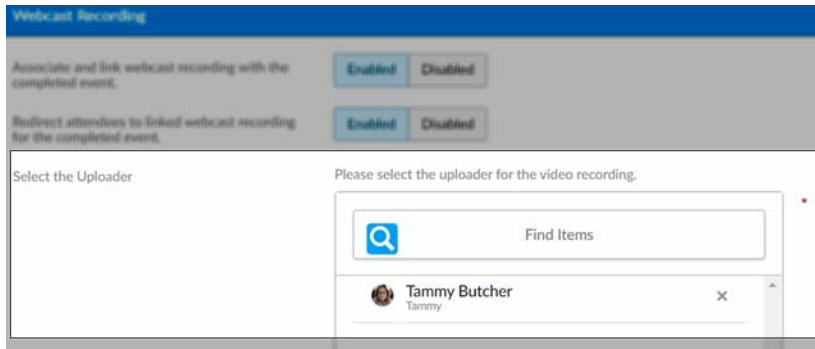 Webcast Recording
Associate and link webcast recording with the
completed event.
Enabled Disabled
Redirect attendees to linked webcast recording
for the completed event.
Enabled Disabled
Select the Uploader
Please select the uploader for the video recording.
*
Find Items
Tammy Butcher
Tammy